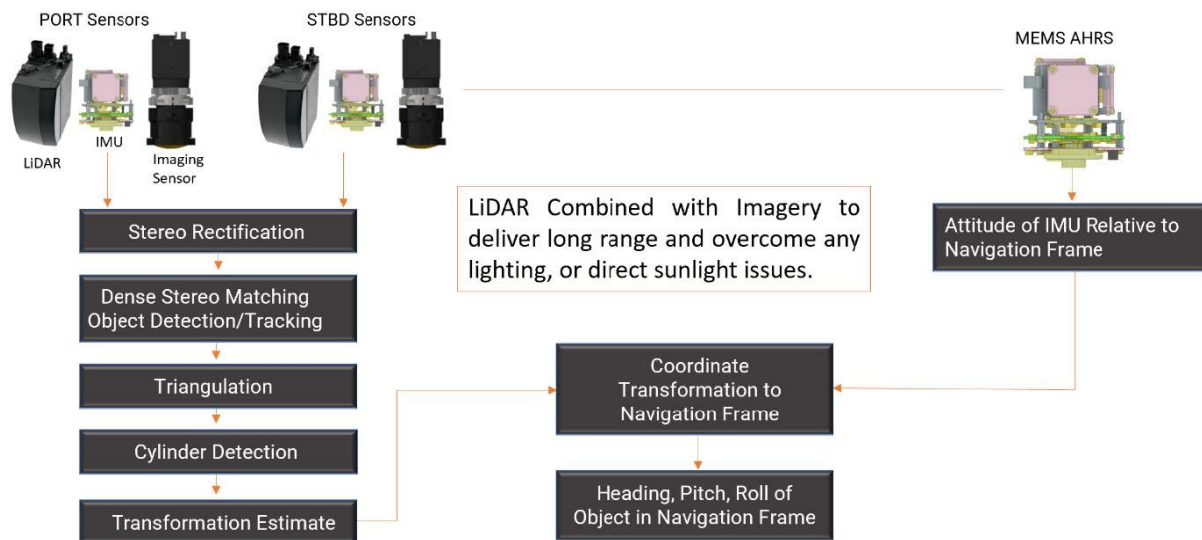 PORT Sensors
STBD Sensors
MEMS AHRS
LiDAR
IMU
Imaging
Sensor
Stereo Rectification
Dense Stereo Matching
Object Detection/Tracking
Triangulation
Cylinder Detection
Transformation Estimate
LiDAR Combined with Imagery to
deliver long range and overcome any
lighting, or direct sunlight issues.
Attitude of IMU Relative to
Navigation Frame
Coordinate
Transformation to
Navigation Frame
Heading, Pitch, Roll of
Object in Navigation Frame